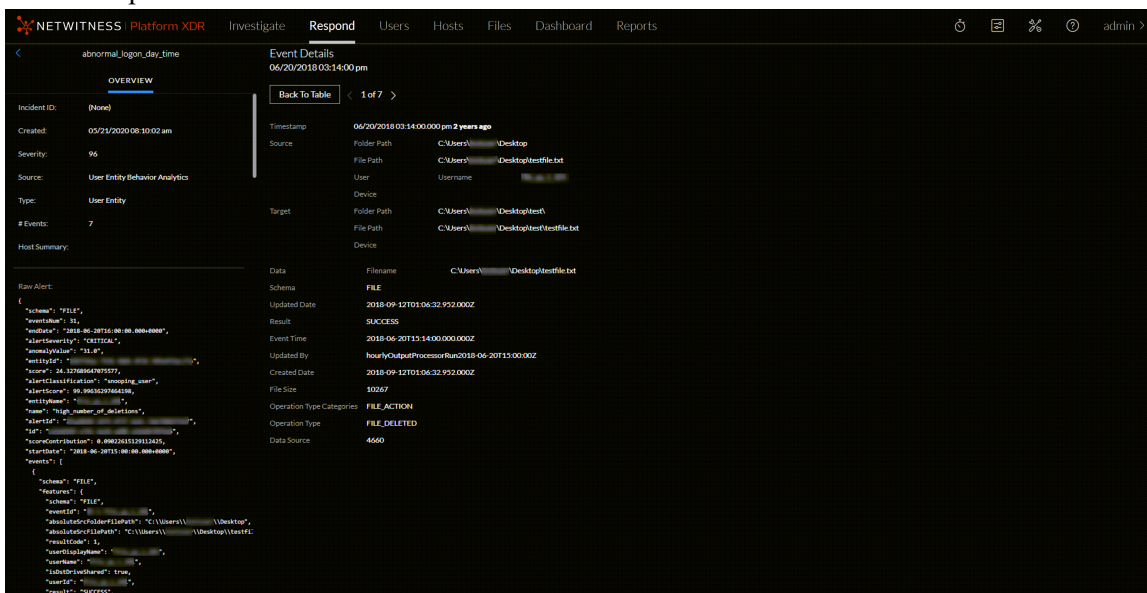 NETWITNESS Platform XDR Investigate Respond Users Hosts Files Dashboard Reports admin >
abnormal_logon_day_time
OVERVIEW
Incident ID: (None)
Created: 05/21/2020 08:10:02 am
Severity: 96
Source: User Entity Behavior Analytics
Type: User Entity
# Events: 7
Host Summary:
Raw Alert:
{
"schema": "FILE",
"eventsNum": 31,
"endDate": "2018-06-20T16:00:00.000+0000",
"alertSeverity": "CRITICAL",
"anomalyValue": "31.0",
"entityId": "
"score": 24.327689647075577,
"alertClassification": "snooping_user",
"alertScore": 99.99636297464198,
"entityName": "
"name": "high_number_of_deletions",
"alertId": "
"id": "
"scoreContribution": 0.09022615129112425,
"startDate": "2018-06-20T15:00:00.000+0000",
"events": [
{
"schema": "FILE",
"features": {
"schema": "FILE",
"eventId": "
"absoluteSrcFolderFilePath": "C:\\Users\\ \\Desktop",
"absoluteSrcFilePath": "C:\\Users\\ \\Desktop\\testfil
"resultCode": 1,
"userDisplayName": "
"userName": "
"isDstDriveShared": true,
"userId": "
"result": "SUCCESS",
Event Details
06/20/2018 03:14:00 pm
Back To Table < 1 of 7 >
Timestamp 06/20/2018 03:14:00.000 pm 2 years ago
Source Folder Path C:\Users\ \Desktop
File Path C:\Users\ \Desktop\testfile.txt
User Username
Device
Target Folder Path C:\Users\ \Desktop\test\
File Path C:\Users\ \Desktop\test\testfile.txt
Device
Data Filename C:\Users\ \Desktop\testfile.txt
Schema FILE
Updated Date 2018-09-12T01:06:32.952.000Z
Result SUCCESS
Event Time 2018-06-20T15:14:00.000.000Z
Updated By hourlyOutputProcessorRun2018-06-20T15:00:00Z
Created Date 2018-09-12T01:06:32.952.000Z
File Size 10267
Operation Type Categories FILE_ACTION
Operation Type FILE_DELETED
Data Source 4660